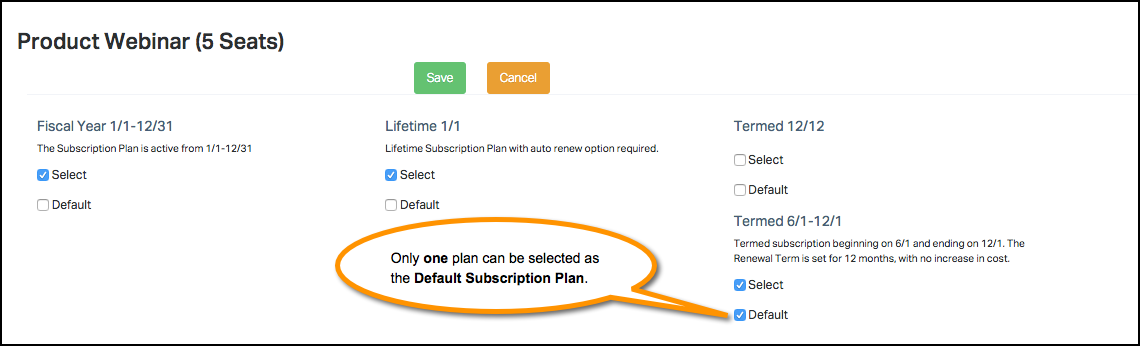 Product Webinar (5 Seats)
Save
Cancel
Fiscal Year 1/1-12/31
The Subscription Plan is active from 1/1-12/31
Select
Default
Lifetime 1/1
Lifetime Subscription Plan with auto renew option required.
Select
Default
Termed 12/12
Select
Default
Termed 6/1-12/1
Termed subscription beginning on 6/1 and ending on 12/1. The
Renewal Term is set for 12 months, with no increase in cost.
Select
Default
Only one plan can be selected as
the Default Subscription Plan.